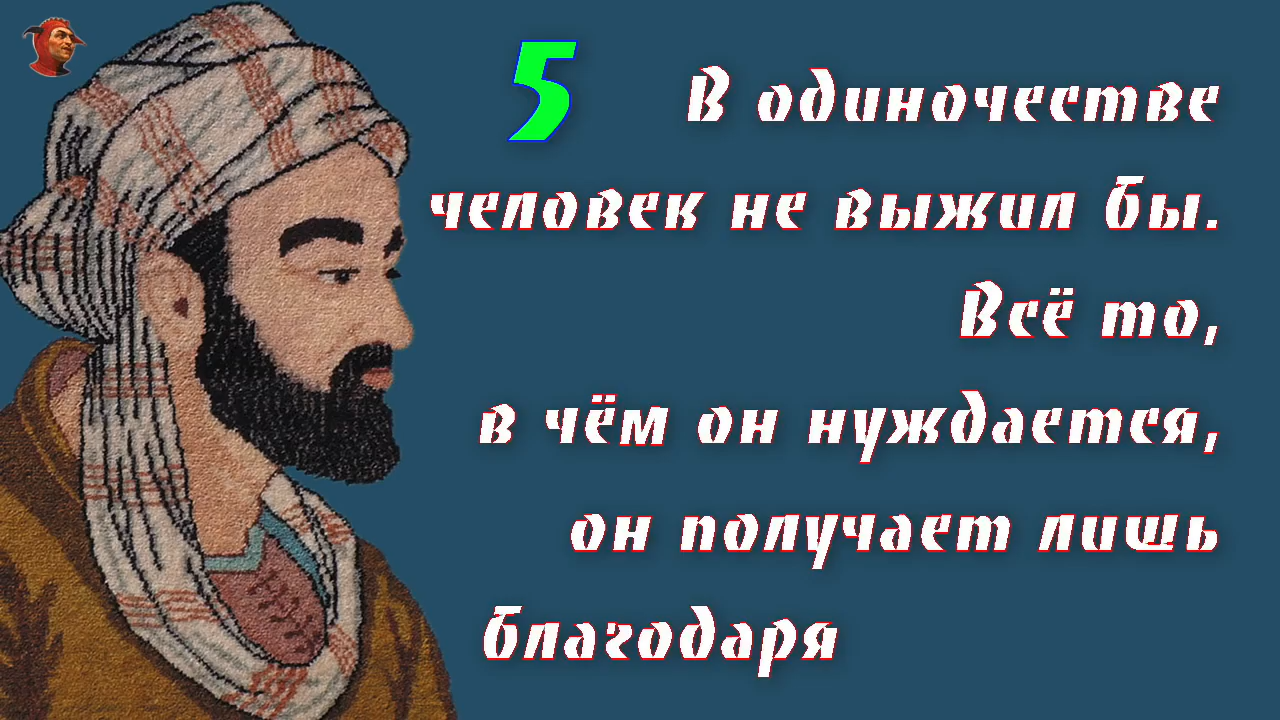 5 В одиночестве
человек не выжил бы.
Всё то,
в чём он нуждается,
он получает лишь
благодаря